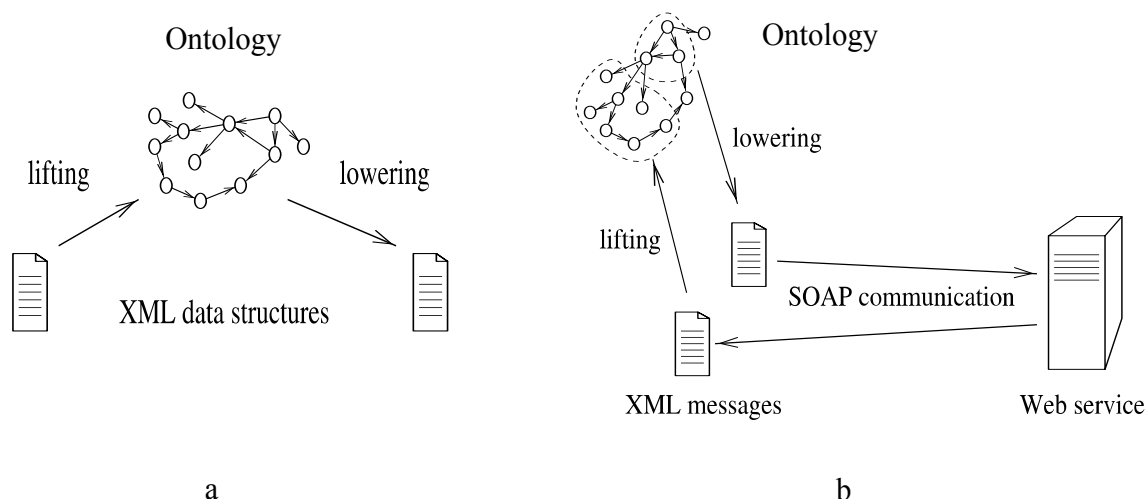 Ontology
lifting
lowering
XML data structures
a
Ontology
lowering
lifting
SOAP communication
XML messages
Web service
b